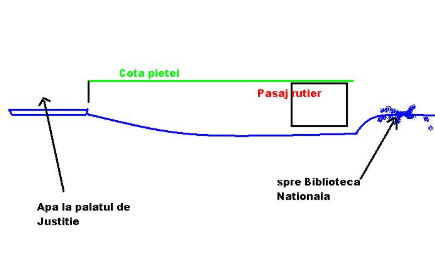 Cota pietei
Pasaj rutier
spre Biblioteca
Nationala
Apa la palatul de
Justitie